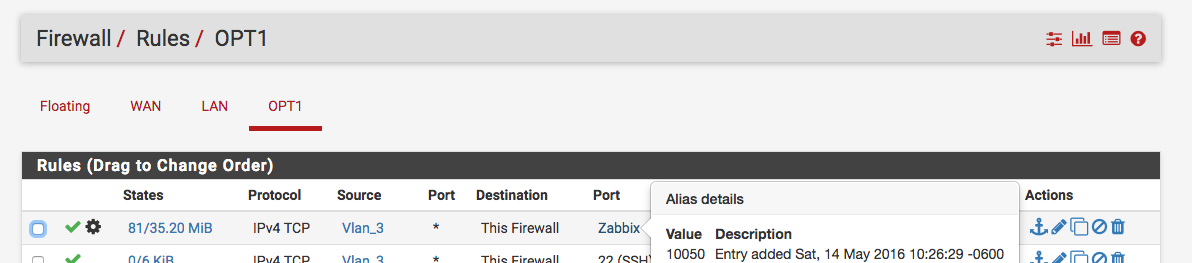 Firewall / Rules / OPT1
Floating WAN LAN OPT1
Rules (Drag to Change Order)
States Protocol Source Port Destination Port Actions
81/35.20 MiB IPv4 TCP Vlan_3 * This Firewall Zabbix
Alias details
Value Description
10050 Entry added Sat, 14 May 2016 10:26:29 -0600
0/6 KiB IPv4 TCP Vlan_3 * This Firewall 22 (SSH)